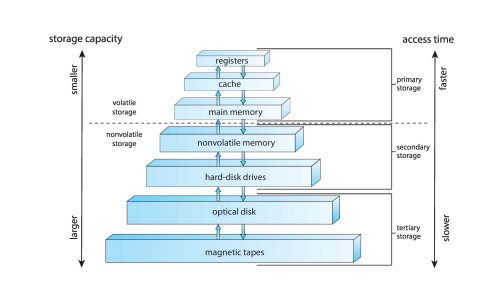 storage capacity
access time
smaller
larger
faster
slower
registers
cache
main memory
nonvolatile memory
hard-disk drives
optical disk
magnetic tapes
volatile
storage
nonvolatile
storage
primary
storage
secondary
storage
tertiary
storage